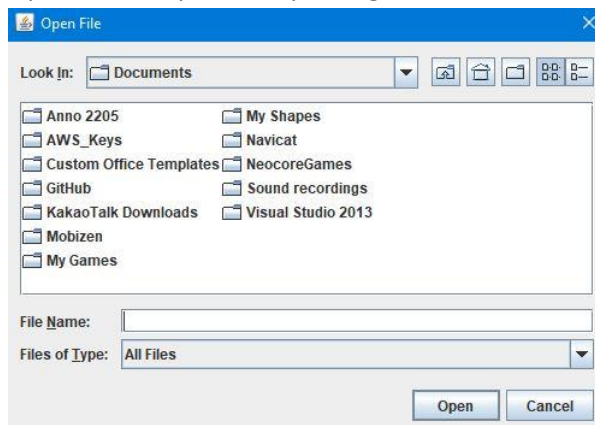 Open File
Look In: Documents
Anno 2205 My Shapes
AWS_Keys Navicat
Custom Office Templates NeocoreGames
GitHub Sound recordings
KakaoTalk Downloads Visual Studio 2013
Mobizen
My Games
File Name:
Files of Type: All Files
Open Cancel